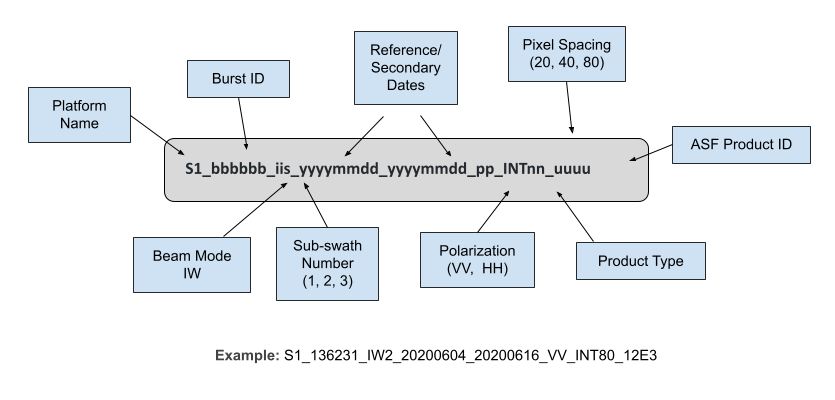 Reference/
Secondary
Dates
Pixel Spacing
(20, 40, 80)
Burst ID
Platform
Name
ASF Product ID
S1_bbbbbb_iis_yyyymmdd_yyyymmdd_pp_INTnn_uuuu
Beam Mode
IW
Sub-swath
Number
(1, 2, 3)
Polarization
(VV, HH)
Product Type
Example: S1_136231_IW2_20200604_20200616_VV_INT80_12E3